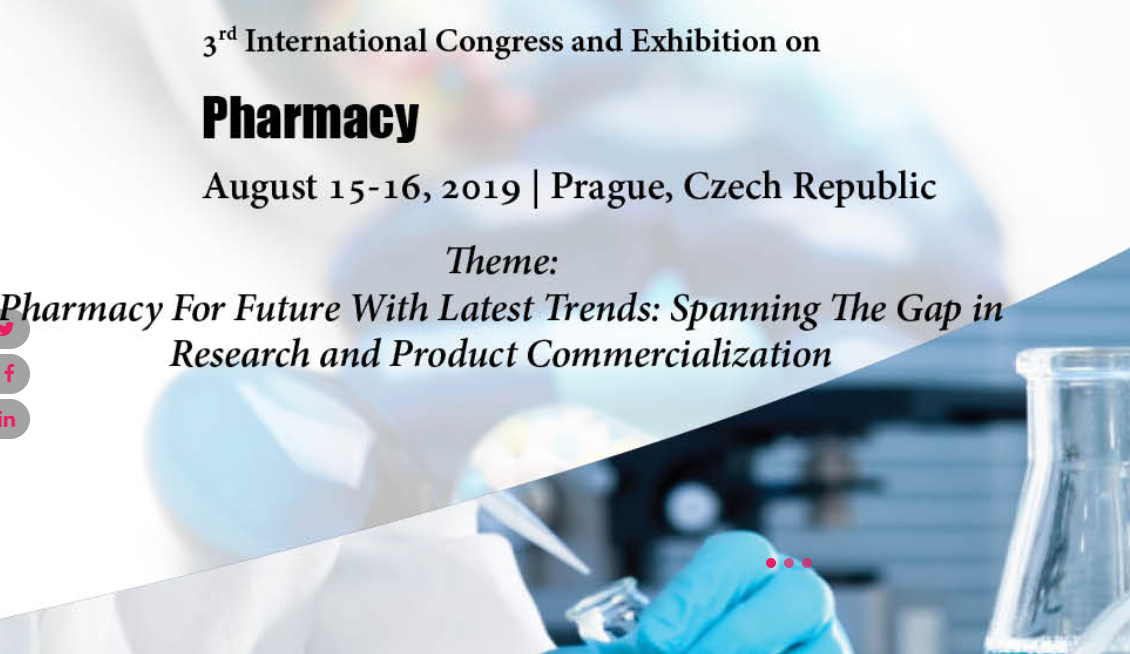 3rd International Congress and Exhibition on
Pharmacy
August 15-16, 2019 | Prague, Czech Republic
Theme:
Pharmacy For Future With Latest Trends: Spanning The Gap in
Research and Product Commercialization
f
in